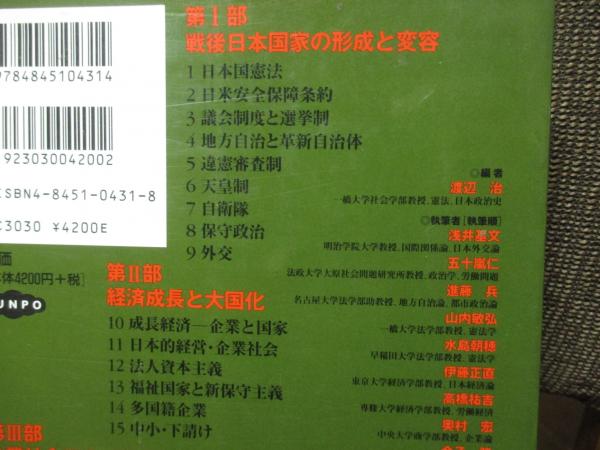 9784845104314
923030042002
ISBN4-8451-0431-8
C3030 ¥4200E
価
本体4200円+税]
UNPO
第Ⅰ部
戦後日本国家の形成と変容
1 日本国憲法
2 日米安全保障条約
3 議会制度と選挙制
4 地方自治と革新自治体
5 違憲審査制
6 天皇制
7 自衛隊
8 保守政治
9 外交
第Ⅱ部
経済成長と大国化
10 成長経済―企業と国家
11 日本的経営・企業社会
12 法人資本主義
13 福祉国家と新保守主義
14 多国籍企業
15 中小・下請け
第Ⅲ部
◎編者
渡辺 治
一橋大学社会学部教授、憲法、日本政治史
◎執筆者[執筆順]
浅井基文
明治学院大学教授、国際関係論、日本外交論
五十嵐仁
法政大学大原社会問題研究所教授、政治学、労働問題
進藤 兵
名古屋大学法学部助教授、地方自治論、都市政治論
山内敏弘
一橋大学法学部教授、憲法学
水島朝穂
早稲田大学法学部教授、憲法学
伊藤正直
東京大学経済学部教授、日本経済論
高橋祐吉
専修大学経済学部教授、労働経済
奥村 宏
中央大学商学部教授、企業論